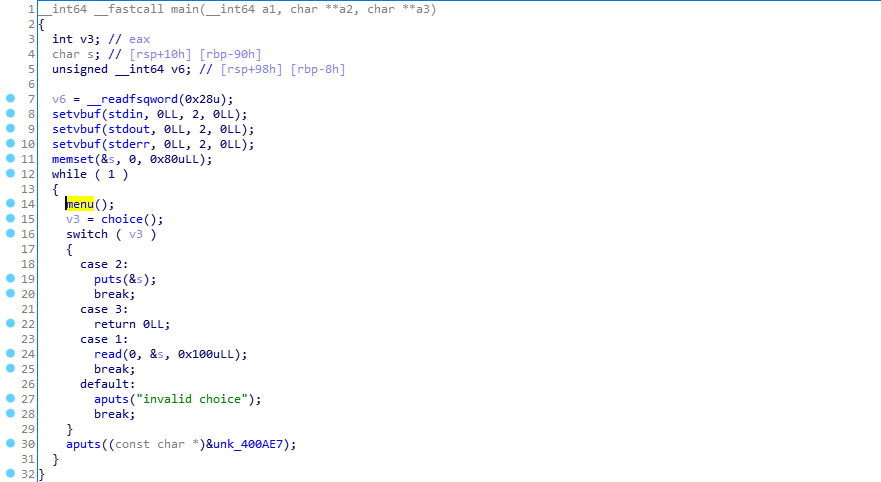 1 __int64 __fastcall main(__int64 a1, char **a2, char **a3)
2 {
3 int v3; // eax
4 char s; // [rsp+10h] [rbp-90h]
5 unsigned __int64 v6; // [rsp+98h] [rbp-8h]
6
7 v6 = __readfsqword(0x28u);
8 setvbuf(stdin, 0LL, 2, 0LL);
9 setvbuf(stdout, 0LL, 2, 0LL);
10 setvbuf(stderr, 0LL, 2, 0LL);
11 memset(&s, 0, 0x80uLL);
12 while ( 1 )
13 {
14 menu();
15 v3 = choice();
16 switch ( v3 )
17 {
18 case 2:
19 puts(&s);
20 break;
21 case 3:
22 return 0LL;
23 case 1:
24 read(0, &s, 0x100uLL);
25 break;
26 default:
27 aputs("invalid choice");
28 break;
29 }
30 aputs((const char *)&unk_400AE7);
31 }
32 }